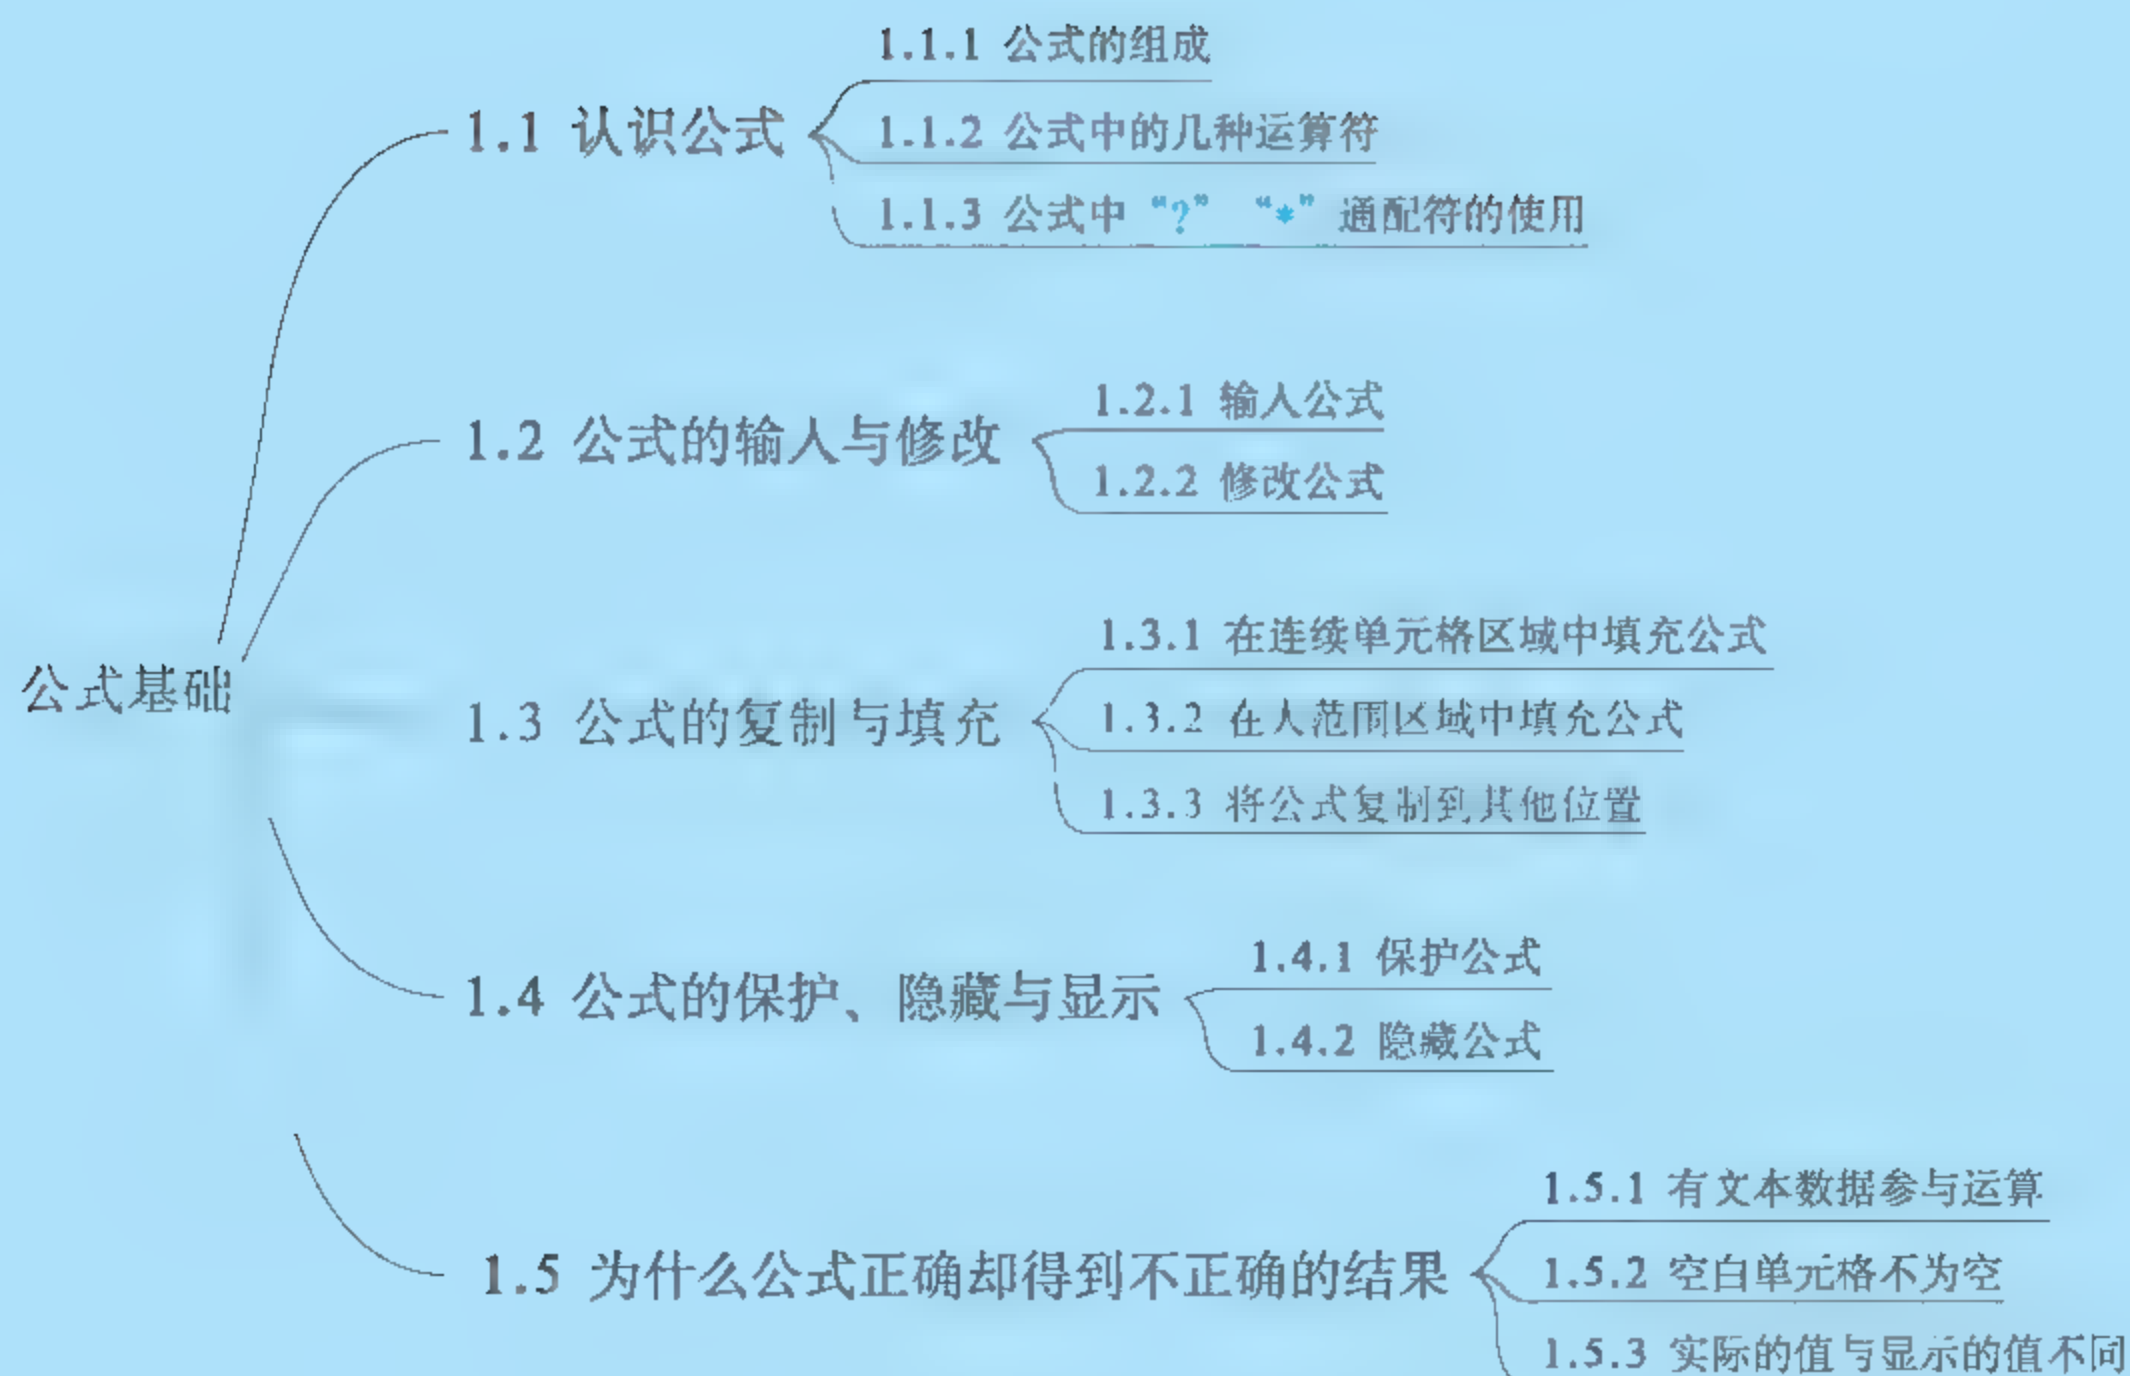 公式基础
1.1 认识公式
1.1.1 公式的组成
1.1.2 公式中的几种运算符
1.1.3 公式中“?”“*”通配符的使用
1.2 公式的输入与修改
1.2.1 输入公式
1.2.2 修改公式
1.3 公式的复制与填充
1.3.1 在连续单元格区域中填充公式
1.3.2 在大范围区域中填充公式
1.3.3 将公式复制到其他位置
1.4 公式的保护、隐藏与显示
1.4.1 保护公式
1.4.2 隐藏公式
1.5 为什么公式正确却得到不正确的结果
1.5.1 有文本数据参与运算
1.5.2 空白单元格不为空
1.5.3 实际的值与显示的值不同